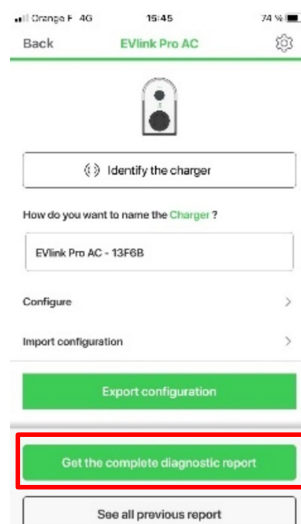 Orange F 4G 15:45 74 %
Back EVlink Pro AC
Identify the charger
How do you want to name the Charger ?
EVlink Pro AC - 13F6B
Configure
Import configuration
Export configuration
Get the complete diagnostic report
See all previous report